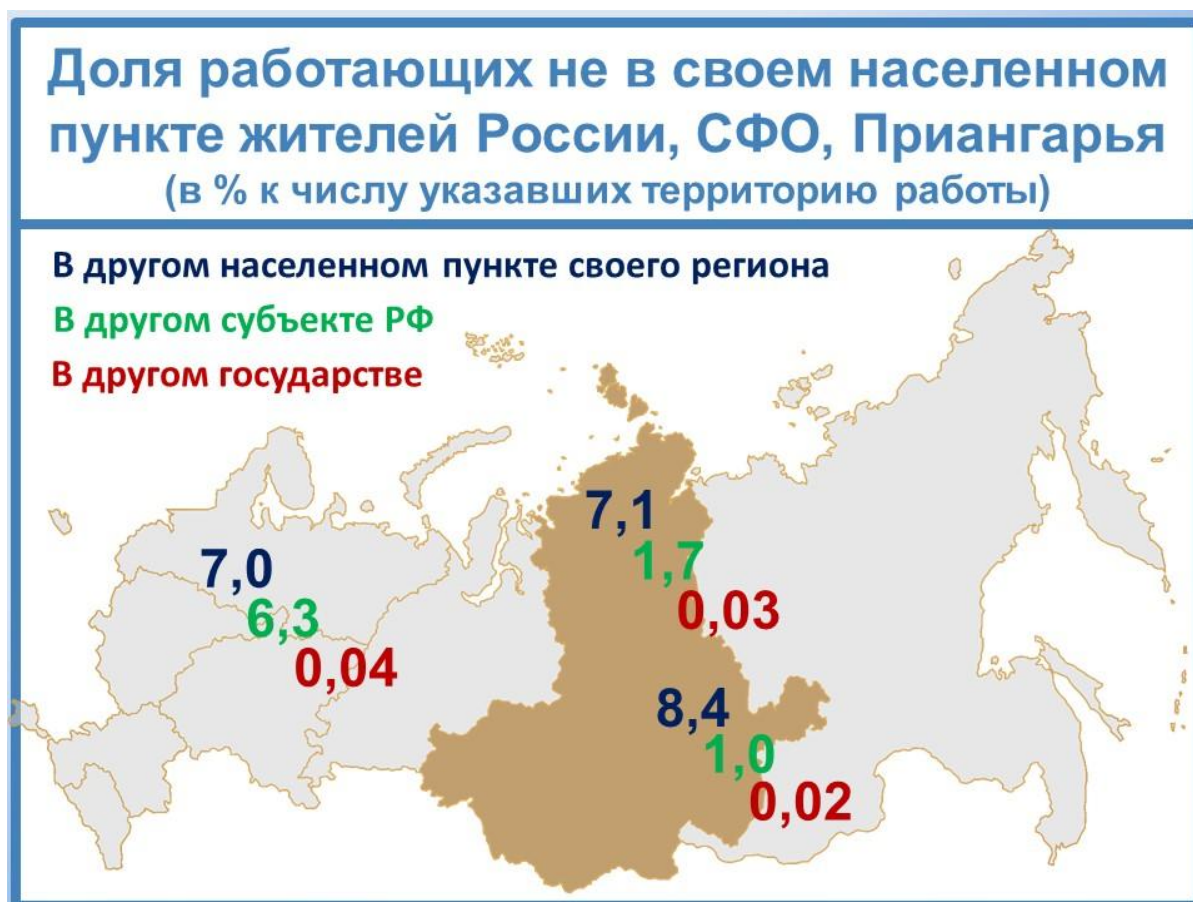 Доля работающих не в своем населенном
пункте жителей России, СФО, Приангарья
(в % к числу указавших территорию работы)
В другом населенном пункте своего региона
В другом субъекте РФ
В другом государстве
7,0
6,3
0,04
7,1
1,7
0,03
8,4
1,0
0,02